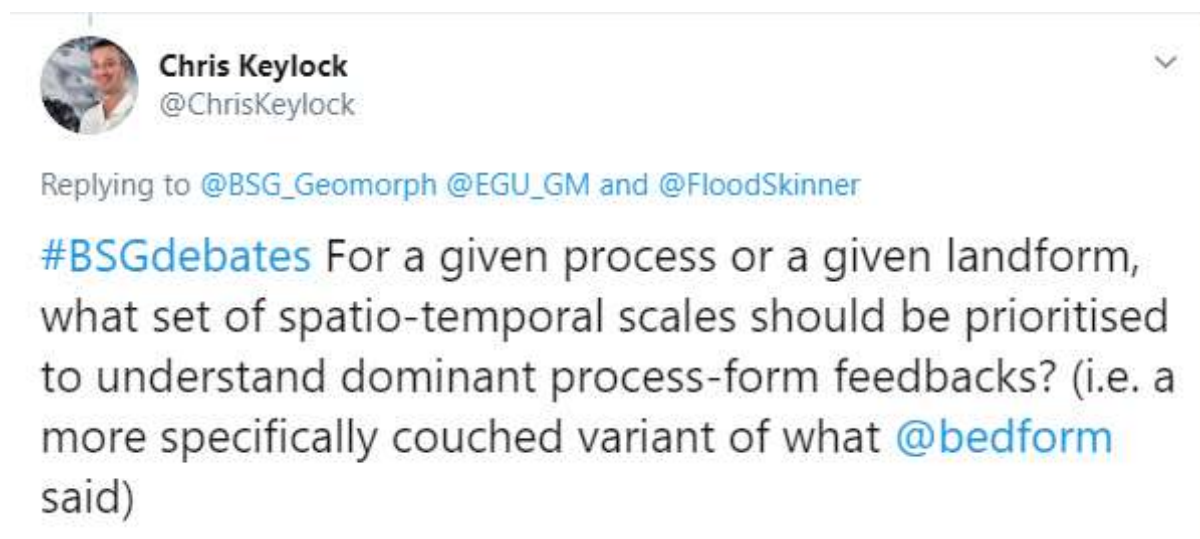 Chris Keylock
@ChrisKeylock
Replying to @BSG_Geomorph @EGU_GM and @FloodSkinner
#BSGdebates For a given process or a given landform,
what set of spatio-temporal scales should be prioritised
to understand dominant process-form feedbacks? (i.e. a
more specifically couched variant of what @bedform
said)